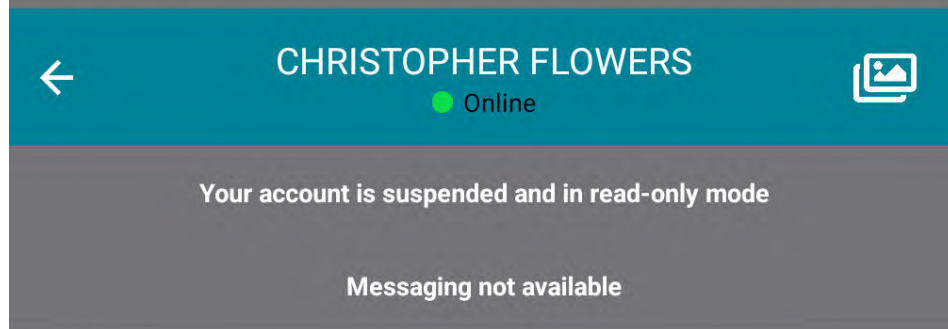 CHRISTOPHER FLOWERS
Online
Your account is suspended and in read-only mode
Messaging not available